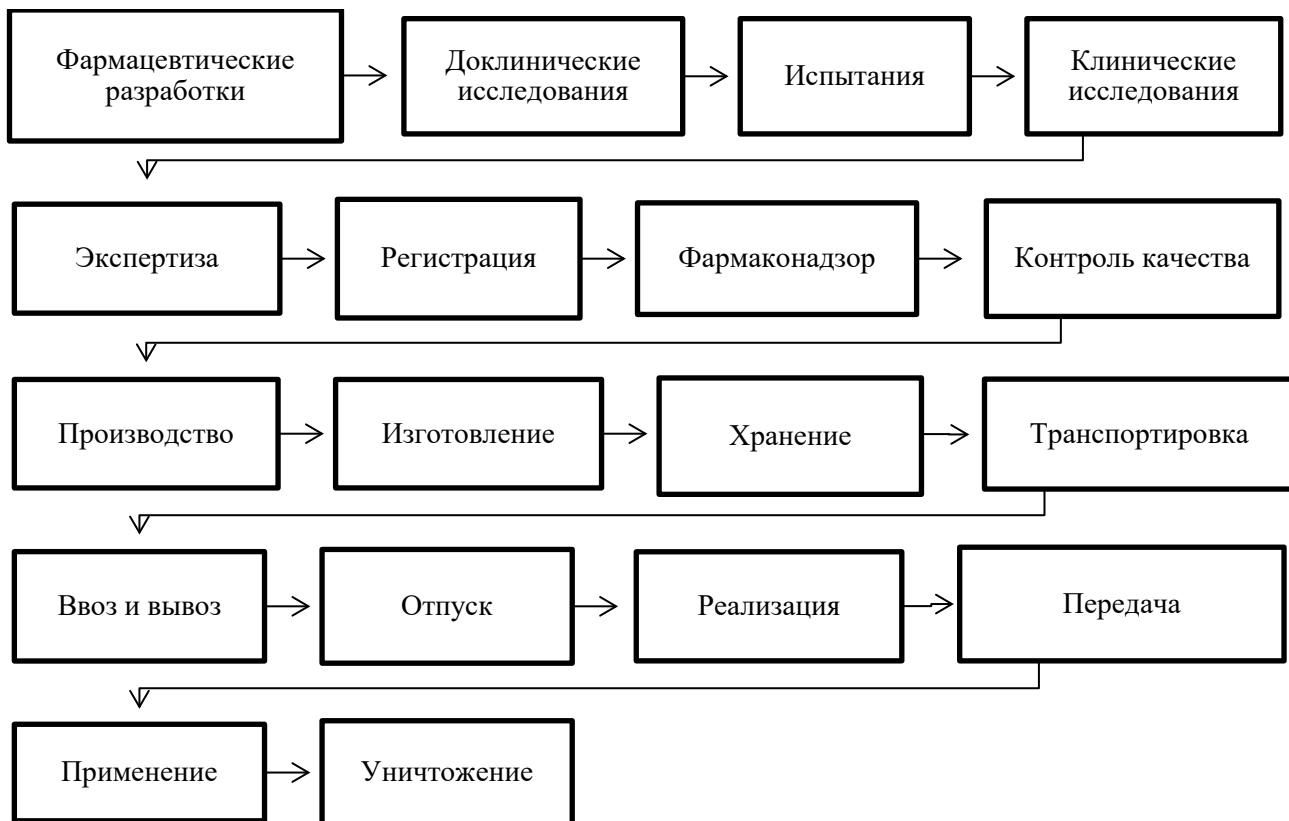 Фармацевтические
разработки
Доклинические
исследования
Испытания
Клинические
исследования
Экспертиза
Регистрация
Фармаконадзор
Контроль качества
Производство
Изготовление
Хранение
Транспортировка
Ввоз и вывоз
Отпуск
Реализация
Передача
Применение
Уничтожение